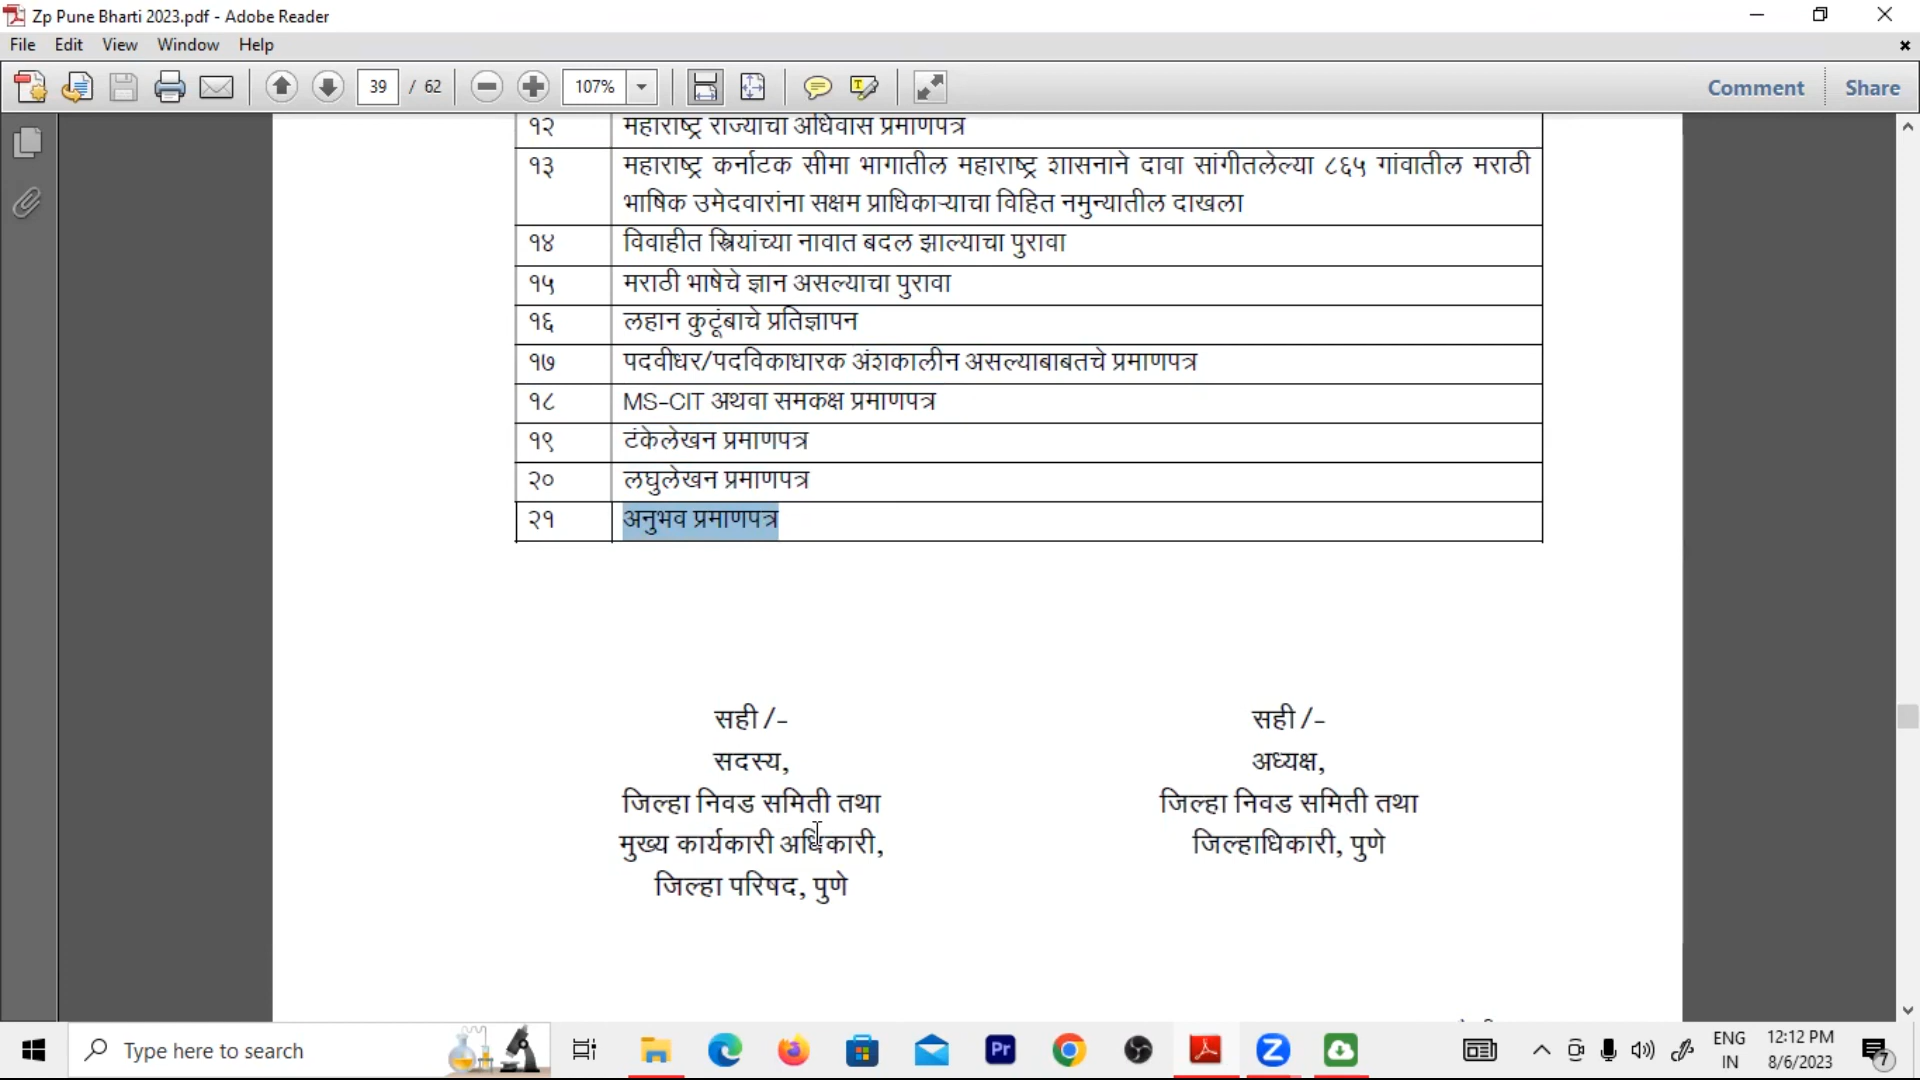 Zp Pune Bharti 2023.pdf - Adobe Reader
File Edit View Window Help
39 / 62 107% Comment Share
१२ महाराष्ट्र राज्याचा अधिवास प्रमाणपत्र
१३ महाराष्ट्र कर्नाटक सीमा भागातील महाराष्ट्र शासनाने दावा सांगीतलेल्या ८६५ गांवातील मराठी
भाषिक उमेदवारांना सक्षम प्राधिकाऱ्याचा विहित नमुन्यातील दाखला
१४ विवाहीत स्त्रियांच्या नावात बदल झाल्याचा पुरावा
१५ मराठी भाषेचे ज्ञान असल्याचा पुरावा
१६ लहान कुटूंबाचे प्रतिज्ञापन
१७ पदवीधर/पदविकाधारक अंशकालीन असल्याबाबतचे प्रमाणपत्र
१८ MS-CIT अथवा समकक्ष प्रमाणपत्र
१९ टंकेलेखन प्रमाणपत्र
२० लघुलेखन प्रमाणपत्र
२१ अनुभव प्रमाणपत्र
सही /- सही /-
सदस्य, अध्यक्ष,
जिल्हा निवड समिती तथा जिल्हा निवड समिती तथा
मुख्य कार्यकारी अधिकारी, जिल्हाधिकारी, पुणे
जिल्हा परिषद, पुणे
Type here to search Pr ENG 12:12 PM
IN 8/6/2023 7